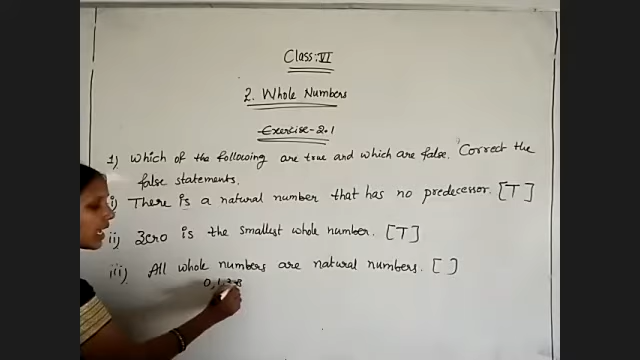 Class:VI
2. Whole Numbers
Exercise-2.1
1) Which of the following are true and which are false. Correct the
false statements.
i) There is a natural number that has no predecessor. [T]
ii) Zero is the smallest whole number. [T]
iii) All whole numbers are natural numbers. [ ]
0, 1